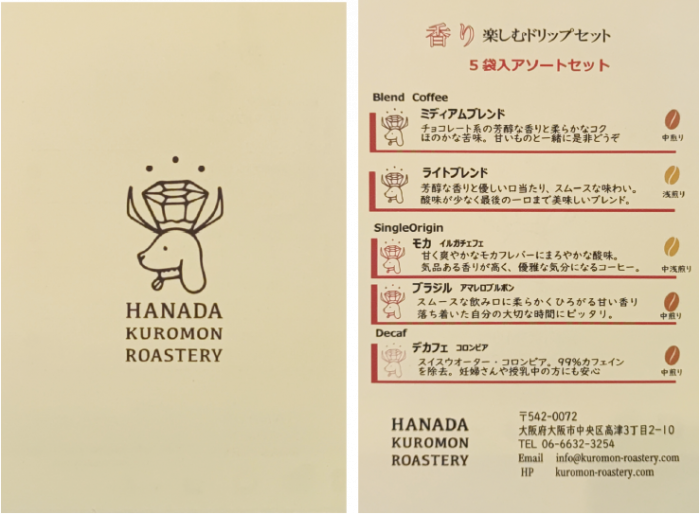 HANADA
KUROMON
ROASTERY
香り 楽しむドリップセット
5袋入アソートセット
Blend Coffee
ミディアムブレンド
チョコレート系の芳醇な香りと柔らかなコク
ほのかな苦味。甘いものと一緒に是非どうぞ
中煎り
ライトブレンド
芳醇な香りと優しい口当たり、スムースな味わい。
酸味が少なく最後の一口まで美味しいブレンド。
浅煎り
SingleOrigin
モカ イルガチェフェ
甘く爽やかなモカフレバーにまろやかな酸味。
気品ある香りが高く、優雅な気分になるコーヒー。
中浅煎り
ブラジル アマレロブルボン
スムースな飲み口に柔らかくひろがる甘い香り
落ち着いた自分の大切な時間にピッタリ。
中煎り
Decaf
デカフェ コロンビア
スイスウオーター・コロンビア。99%カフェイン
を除去。妊婦さんや授乳中の方にも安心
中煎り
HANADA
KUROMON
ROASTERY
〒542-0072
大阪府大阪市中央区高津3丁目2-10
TEL 06-6632-3254
Email info@kuromon-roastery.com
HP kuromon-roastery.com